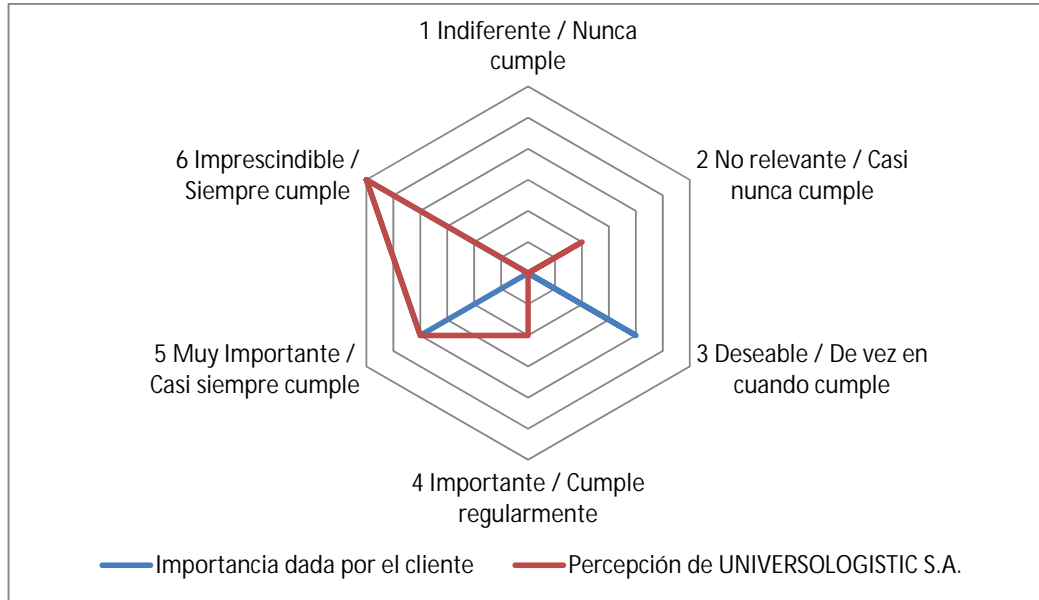 1 Indiferente / Nunca
cumple
2 No relevante / Casi
nunca cumple
3 Deseable / De vez en
cuando cumple
4 Importante / Cumple
regularmente
5 Muy Importante /
Casi siempre cumple
6 Imprescindible /
Siempre cumple
Importancia dada por el cliente
Percepción de UNIVERSOLOGISTIC S.A.